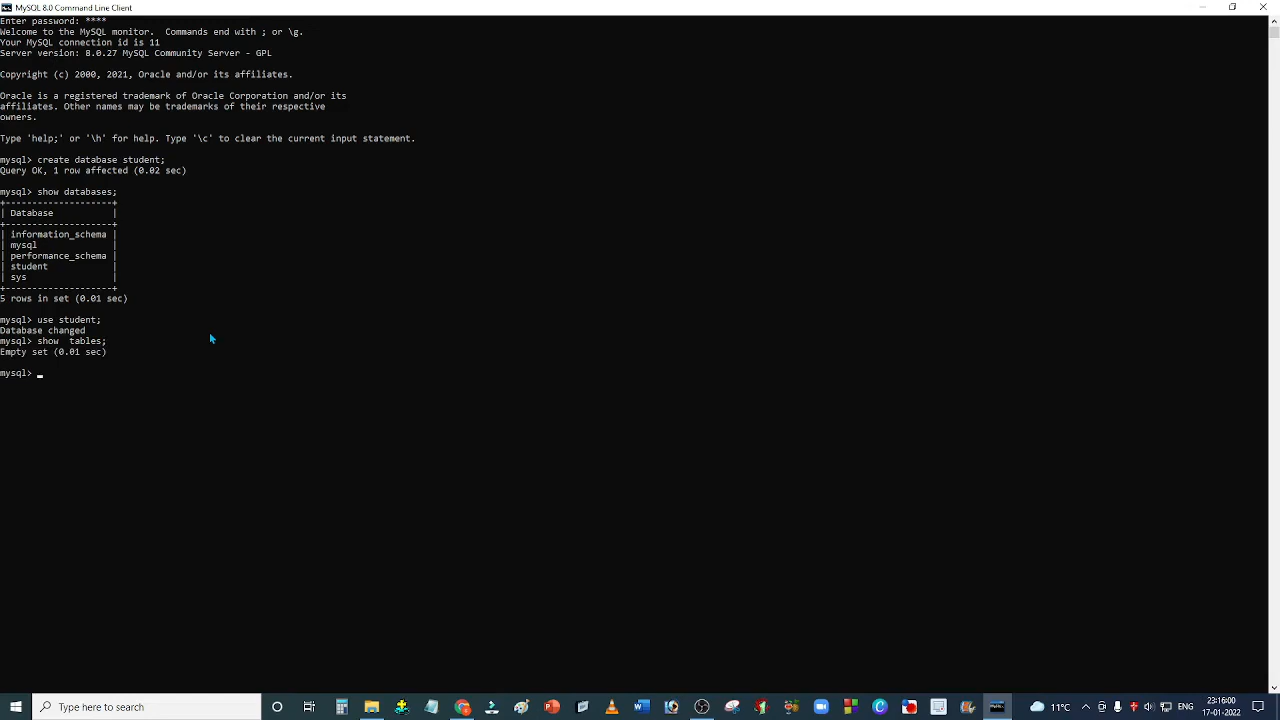 MySQL 8.0 Command Line Client
Enter password: ****
Welcome to the MySQL monitor.  Commands end with ; or \g.
Your MySQL connection id is 11
Server version: 8.0.27 MySQL Community Server - GPL
Copyright (c) 2000, 2021, Oracle and/or its affiliates.
Oracle is a registered trademark of Oracle Corporation and/or its
affiliates. Other names may be trademarks of their respective
owners.
Type 'help;' or '\h' for help. Type '\c' to clear the current input statement.
mysql> create database student;
Query OK, 1 row affected (0.02 sec)
mysql> show databases;
+--------------------+
| Database           |
+--------------------+
| information_schema |
| mysql              |
| performance_schema |
| student            |
| sys                |
+--------------------+
5 rows in set (0.01 sec)
mysql> use student;
Database changed
mysql> show  tables;
Empty set (0.01 sec)
mysql> _
Type here to search
11°C
ENG
23:16:00
17-01-2022